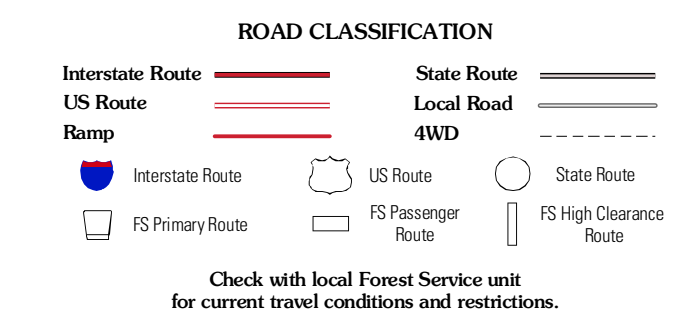 ROAD CLASSIFICATION
Interstate Route
State Route
US Route
Local Road
Ramp
4WD
Interstate Route
US Route
State Route
FS Primary Route
FS Passenger
Route
FS High Clearance
Route
Check with local Forest Service unit
for current travel conditions and restrictions.